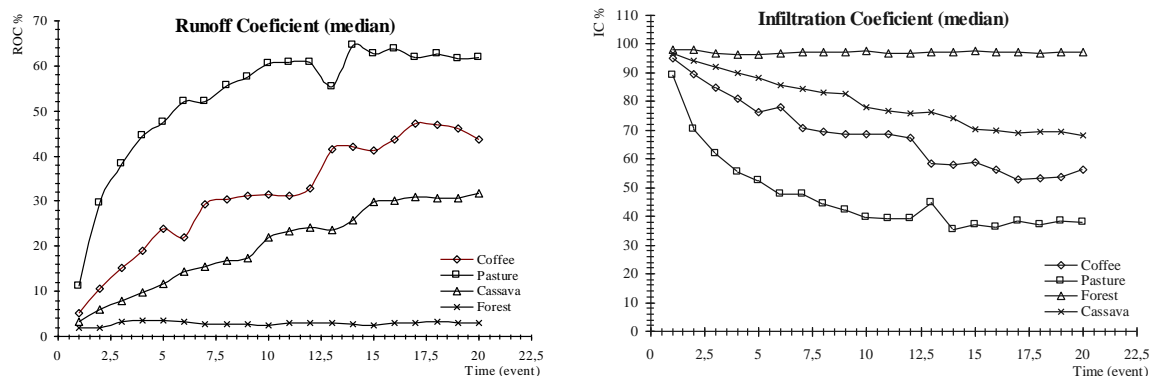 Runoff Coeficient (median)
ROC %
70
60
50
40
30
20
10
0
0 2,5 5 7,5 10 12,5 15 17,5 20 22,5
Time (event)
Coffee
Pasture
Cassava
Forest
Infiltration Coeficient (median)
IC %
110
100
90
80
70
60
50
40
30
20
10
0
0 2,5 5 7,5 10 12,5 15 17,5 20 22,5
Time (event)
Coffee
Pasture
Forest
Cassava